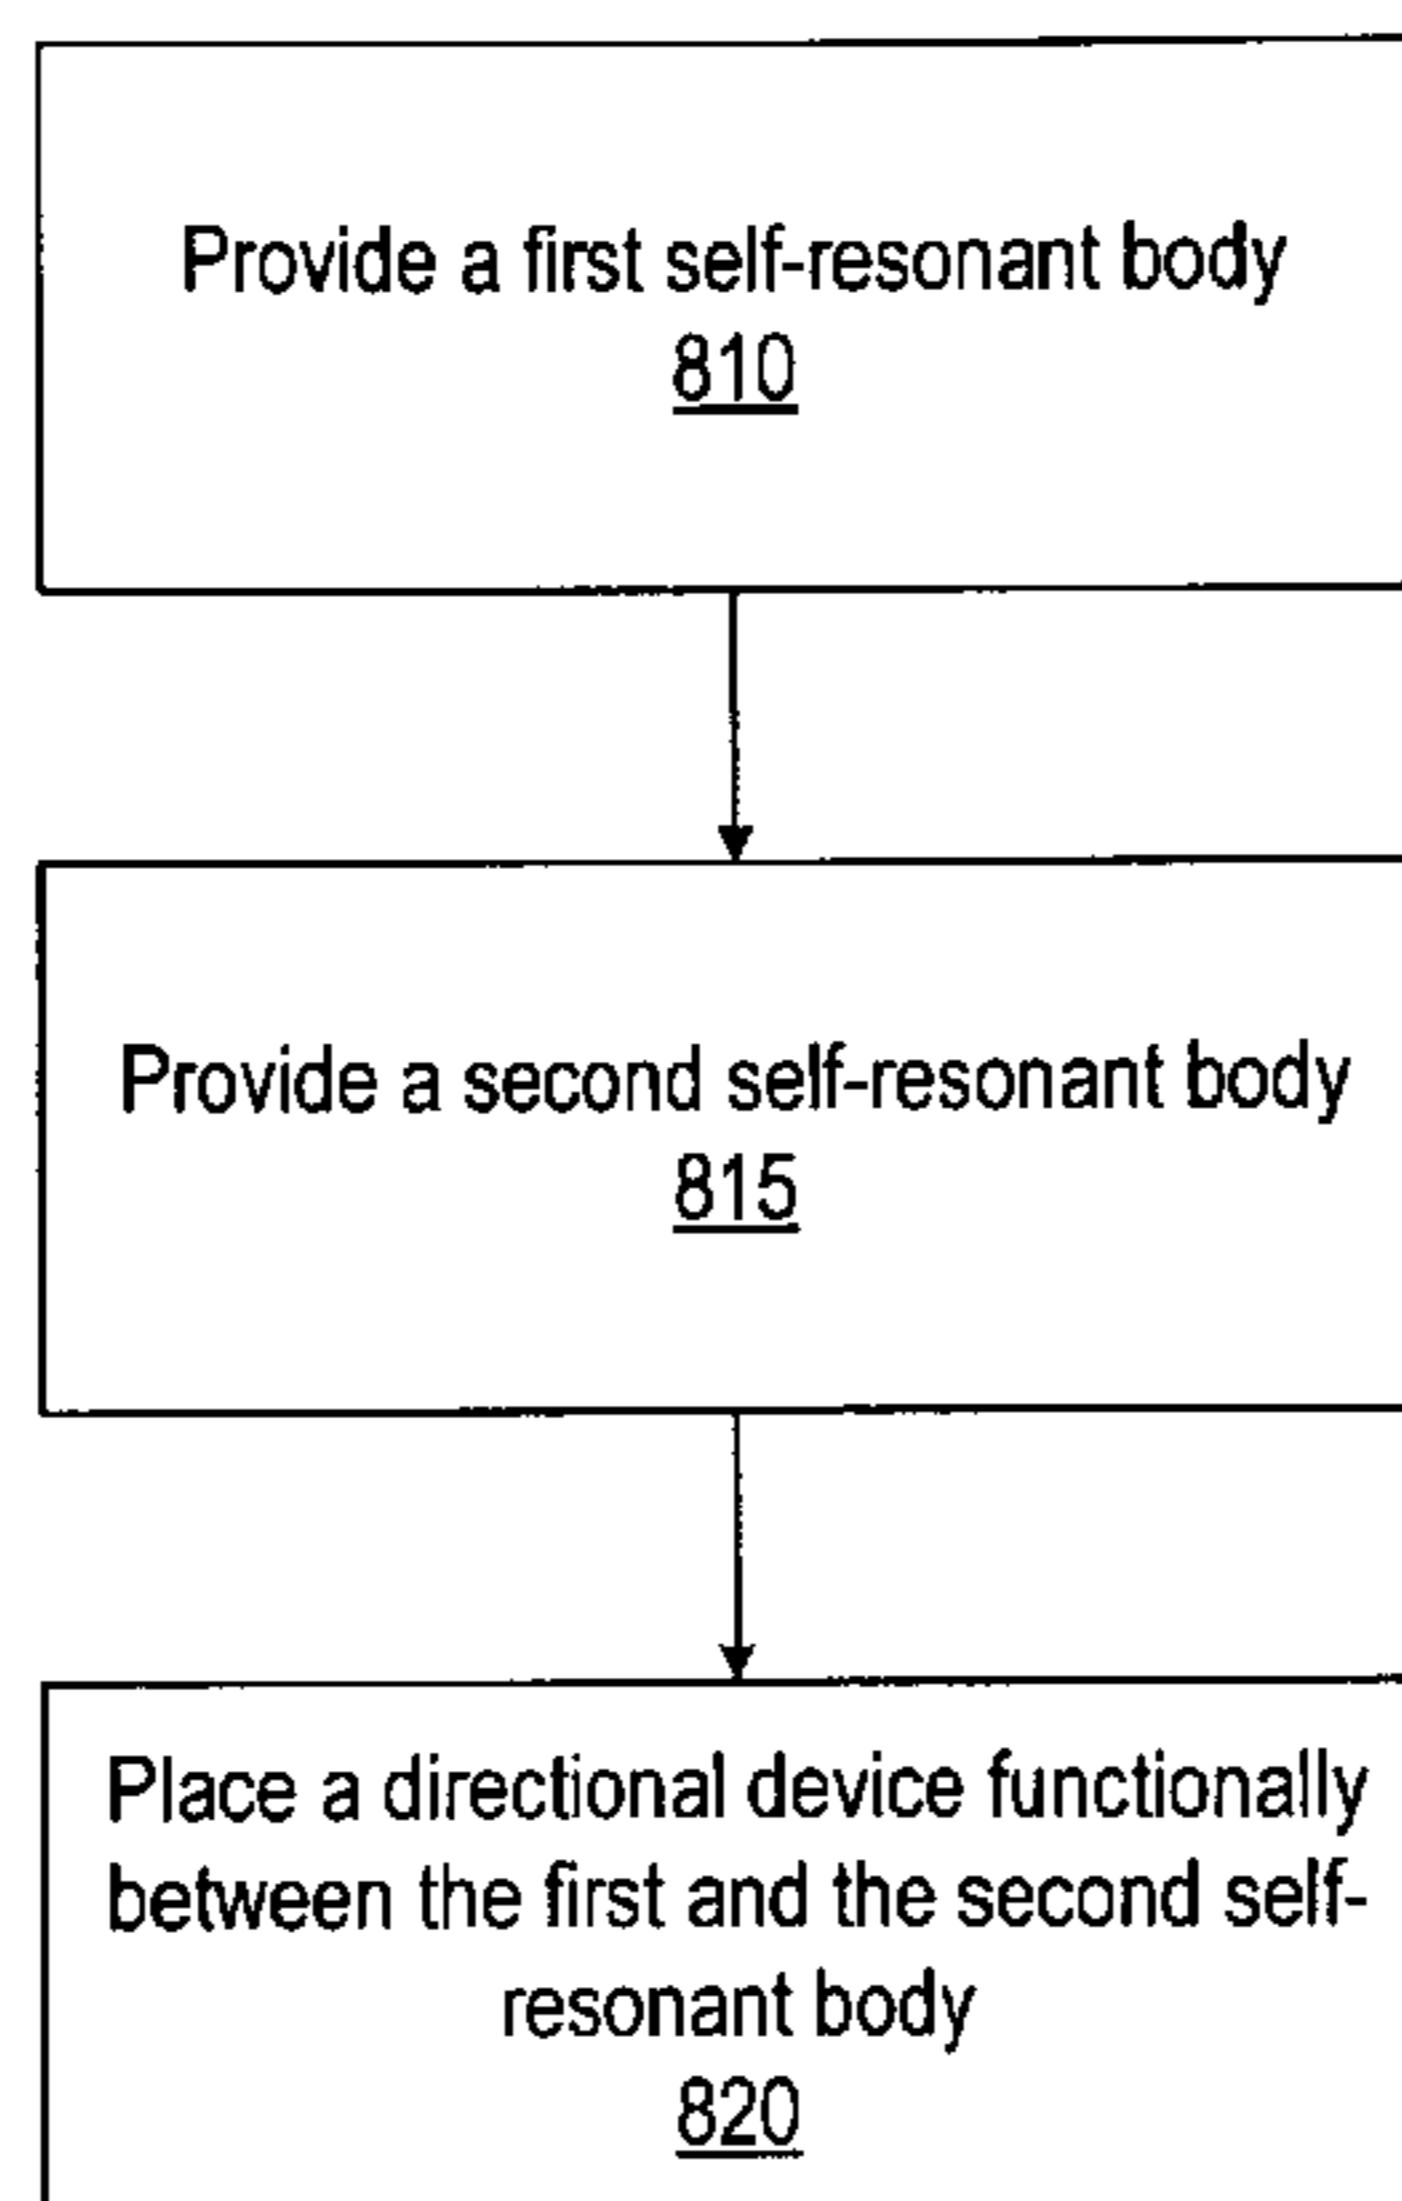 Provide a first self-resonant body
810
Provide a second self-resonant body
815
Place a directional device functionally
between the first and the second self-
resonant body
820